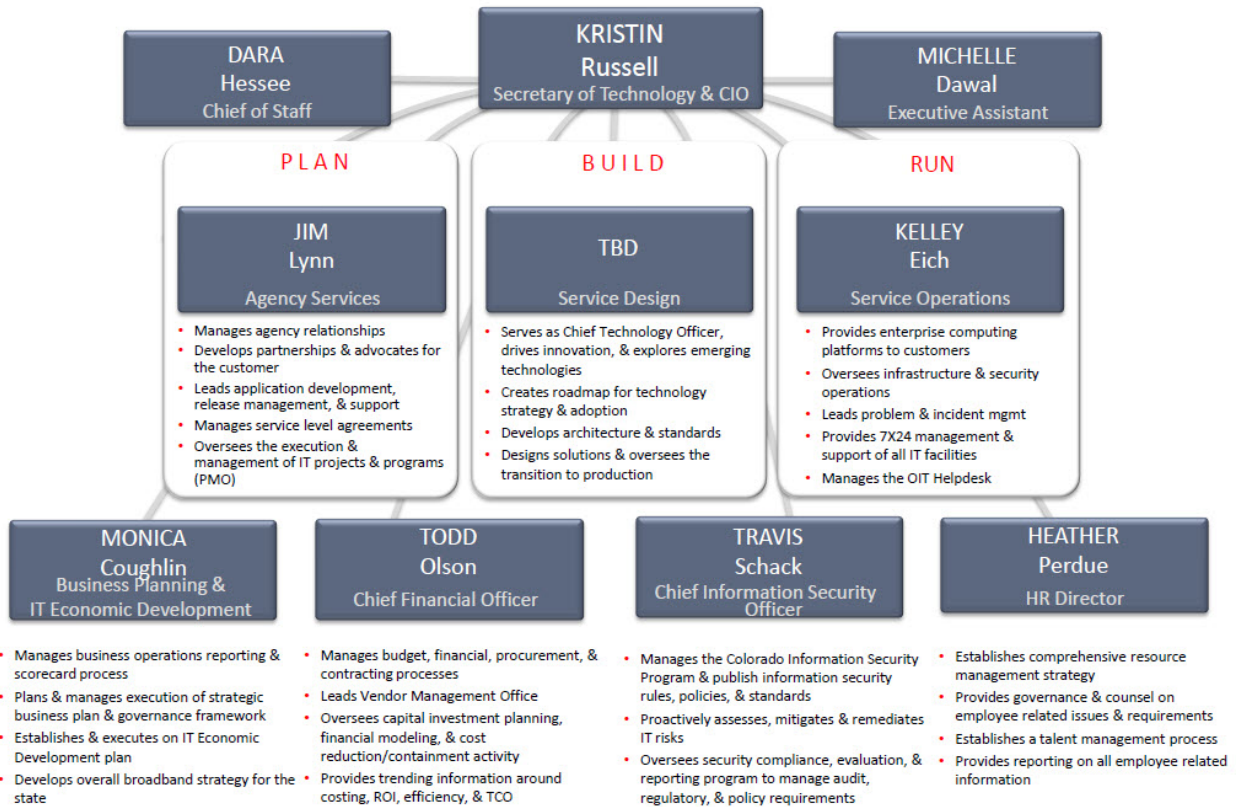 KRISTIN
Russell
Secretary of Technology & CIO
DARA
Hessee
Chief of Staff
MICHELLE
Dawal
Executive Assistant
PLAN
JIM
Lynn
Agency Services
• Manages agency relationships
• Develops partnerships & advocates for
the customer
• Leads application development,
release management, & support
• Manages service level agreements
• Oversees the execution &
management of IT projects & programs
(PMO)
BUILD
TBD
Service Design
• Serves as Chief Technology Officer,
drives innovation, & explores emerging
technologies
• Creates roadmap for technology
strategy & adoption
• Develops architecture & standards
• Designs solutions & oversees the
transition to production
RUN
KELLEY
Eich
Service Operations
• Provides enterprise computing
platforms to customers
• Oversees infrastructure & security
operations
• Leads problem & incident mgmt
• Provides 7X24 management &
support of all IT facilities
• Manages the OIT Helpdesk
MONICA
Coughlin
Business Planning &
IT Economic Development
• Manages business operations reporting &
scorecard process
• Plans & manages execution of strategic
business plan & governance framework
• Establishes & executes on IT Economic
Development plan
• Develops overall broadband strategy for the
state
TODD
Olson
Chief Financial Officer
• Manages budget, financial, procurement, &
contracting processes
• Leads Vendor Management Office
• Oversees capital investment planning,
financial modeling, & cost
reduction/containment activity
• Provides trending information around
costing, ROI, efficiency, & TCO
TRAVIS
Schack
Chief Information Security
Officer
• Manages the Colorado Information Security
Program & publish information security
rules, policies, & standards
• Proactively assesses, mitigates & remediates
IT risks
• Oversees security compliance, evaluation, &
reporting program to manage audit,
regulatory, & policy requirements
HEATHER
Perdue
HR Director
• Establishes comprehensive resource
management strategy
• Provides governance & counsel on
employee related issues & requirements
• Establishes a talent management process
• Provides reporting on all employee related
information